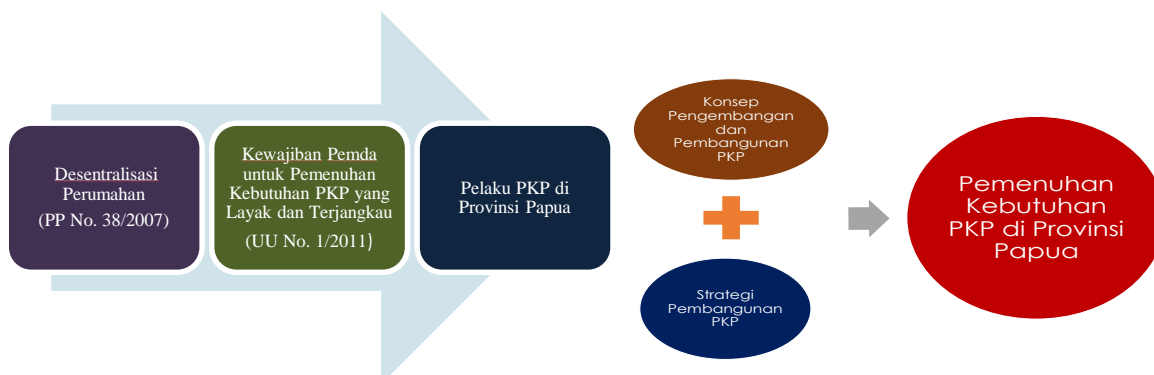 Desentralisasi
Perumahan
(PP No. 38/2007)
Kewajiban Pemda
untuk Pemenuhan
Kebutuhan PKP yang
Layak dan Terjangkau
(UU No. 1/2011)
Pelaku PKP di
Provinsi Papua
Konsep
Pengembangan
dan
Pembangunan
PKP
Strategi
Pembangunan
PKP
Pemenuhan
Kebutuhan
PKP di Provinsi
Papua